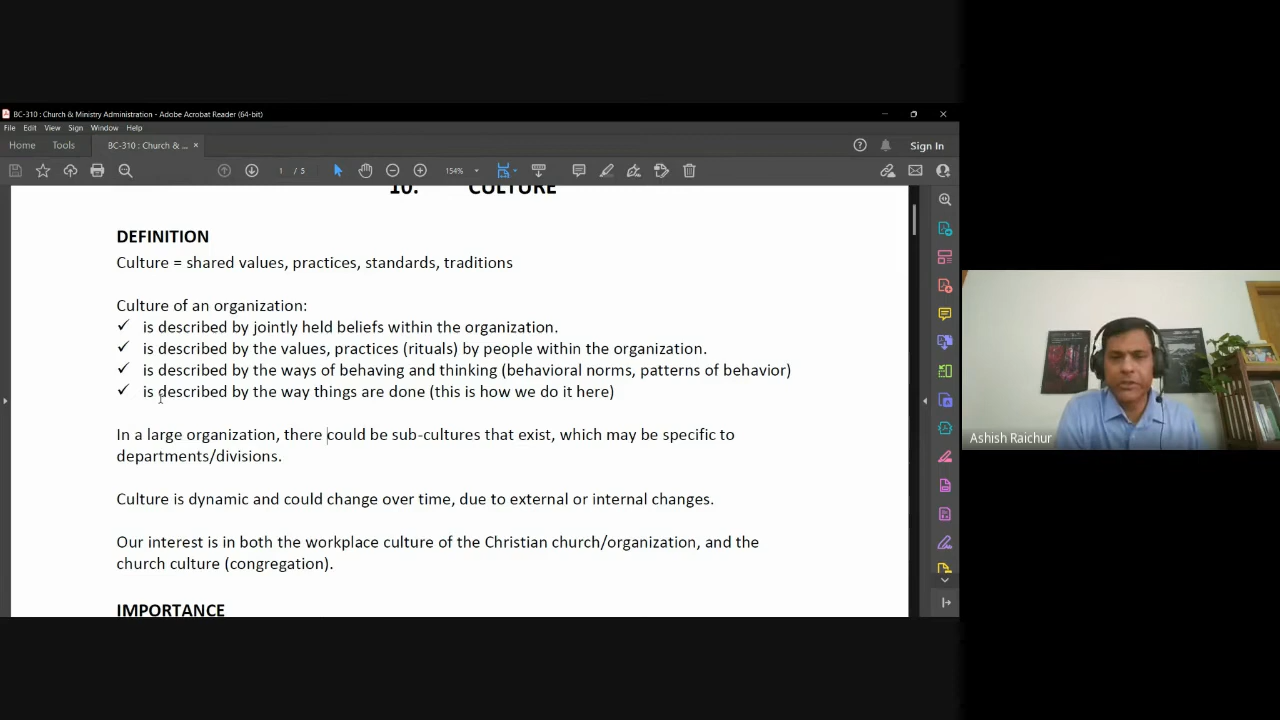 BC-310 : Church & Ministry Administration - Adobe Acrobat Reader (64-bit)
File Edit View Sign Window Help
Home Tools BC-310 : Church & ... × Sign In
1 / 5 154%
10. CULTURE
DEFINITION
Culture = shared values, practices, standards, traditions
Culture of an organization:
✓ is described by jointly held beliefs within the organization.
✓ is described by the values, practices (rituals) by people within the organization.
✓ is described by the ways of behaving and thinking (behavioral norms, patterns of behavior)
✓ is described by the way things are done (this is how we do it here)
In a large organization, there could be sub-cultures that exist, which may be specific to
departments/divisions.
Culture is dynamic and could change over time, due to external or internal changes.
Our interest is in both the workplace culture of the Christian church/organization, and the
church culture (congregation).
IMPORTANCE
Ashish Raichur